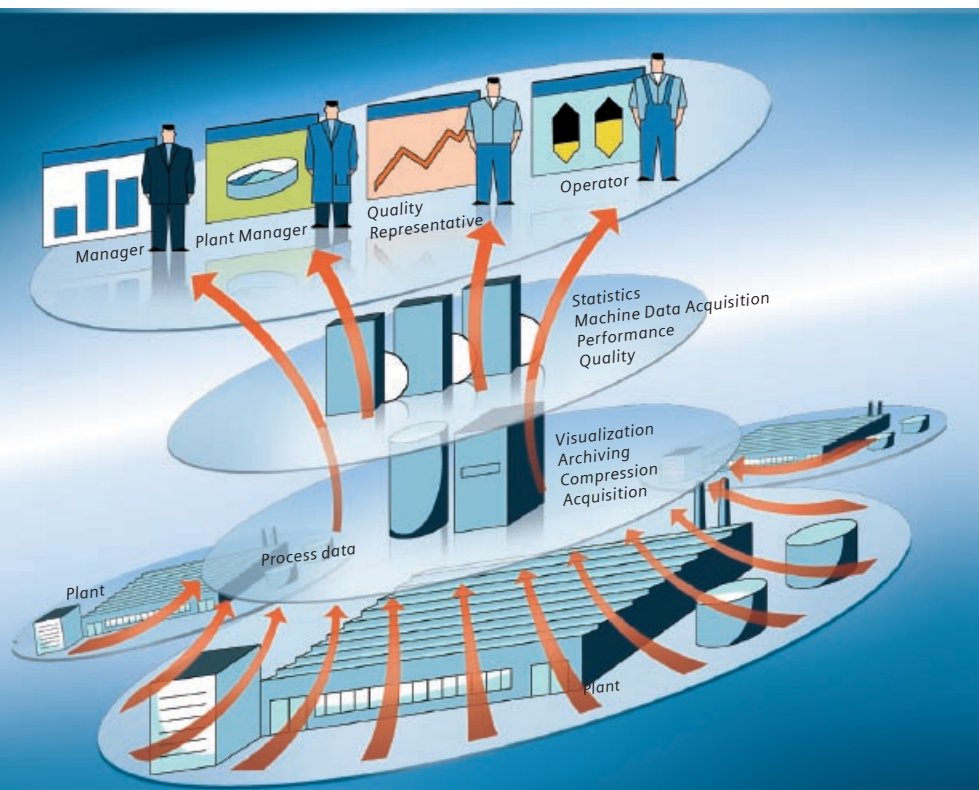 Manager
Plant Manager
Quality
Representative
Operator
Statistics
Machine Data Acquisition
Performance
Quality
Visualization
Archiving
Compression
Acquisition
Process data
Plant
Plant